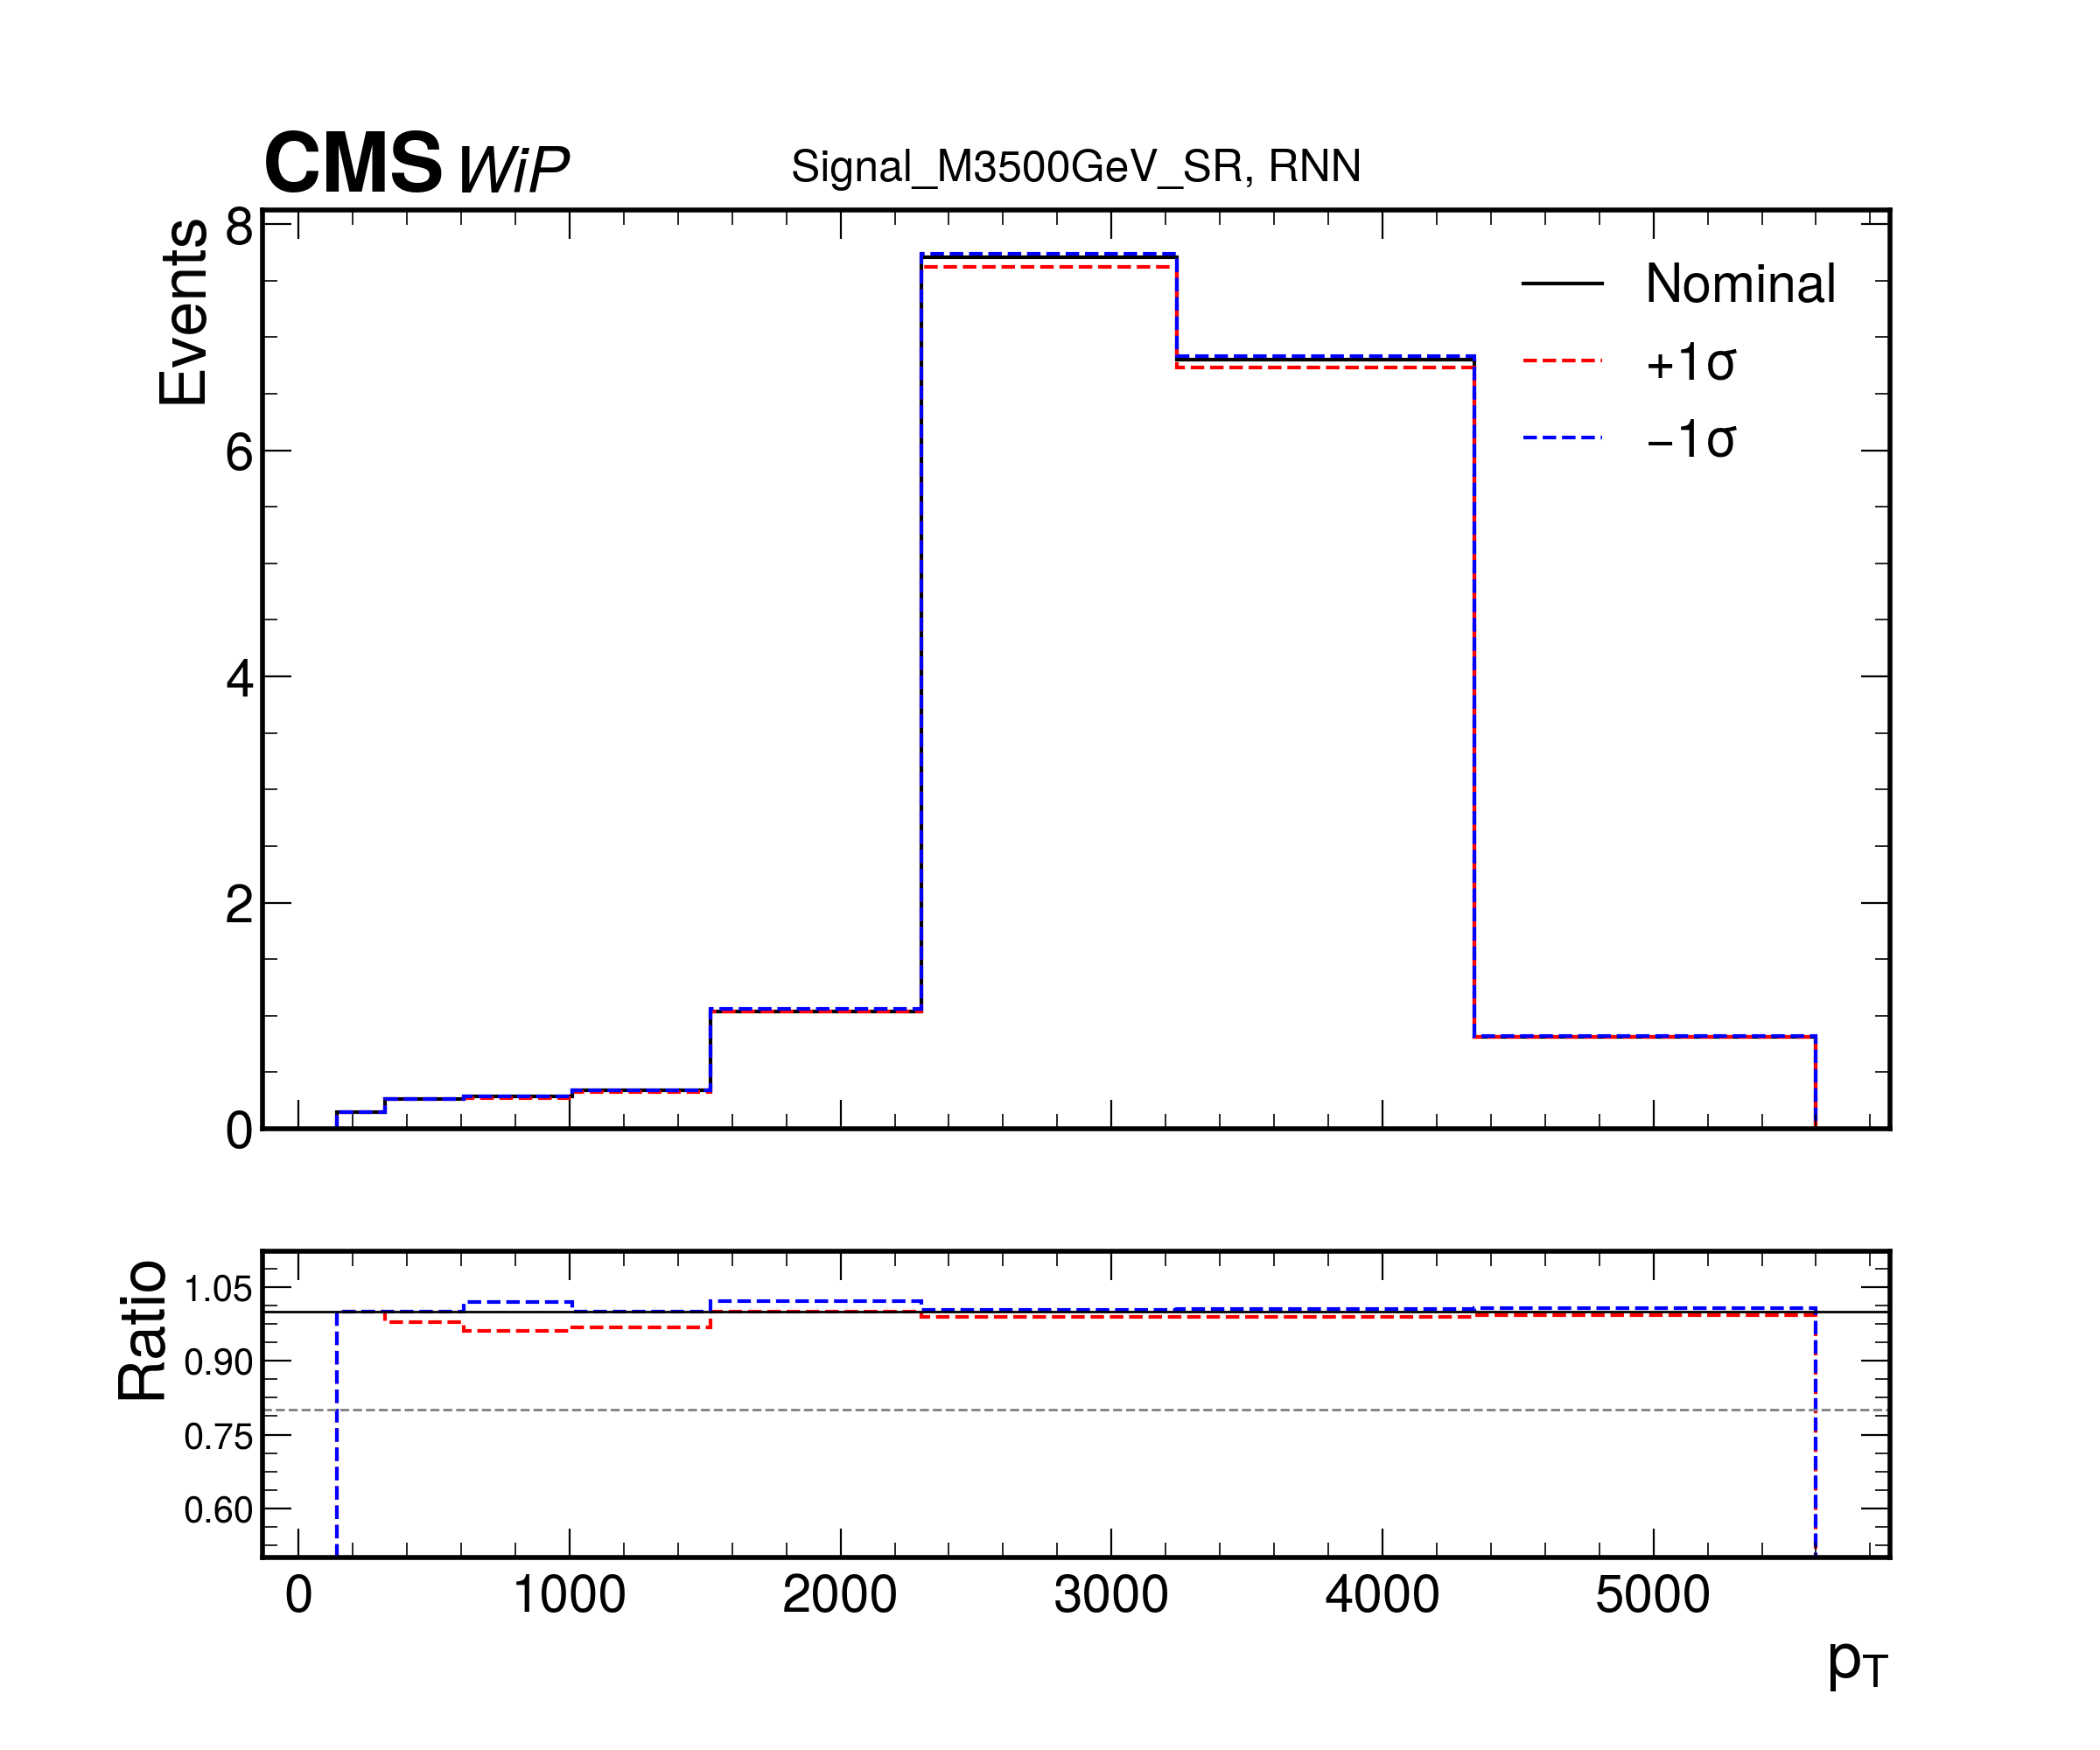 CMS WiP
Signal_M3500GeV_SR, RNN
Events
8
6
4
2
0
Nominal
+1σ
−1σ
Ratio
1.05
0.90
0.75
0.60
0 1000 2000 3000 4000 5000
pT